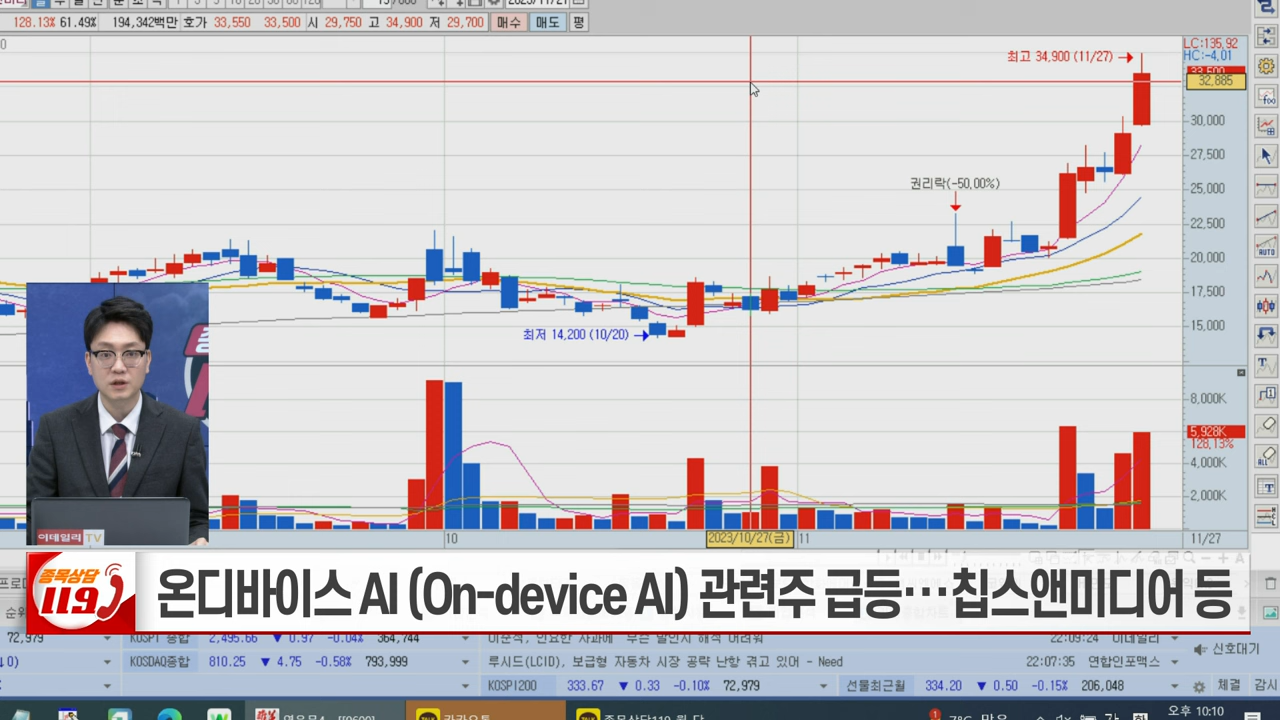 128.13% 61.49% 194,342백만 호가 33,550 33,500 시 29,750 고 34,900 저 29,700 매수 매도 평
최고 34,900 (11/27)
LC:135.92
HC:-4.01
33,500
32,885
30,000
27,500
25,000
22,500
20,000
17,500
15,000
권리락(-50.00%)
최저 14,200 (10/20)
8,000K
5,928K
128.13%
4,000K
2,000K
10
2023/10/27(금)
11
11/27
이데일리 TV
종목상담
119
온디바이스 AI (On-device AI) 관련주 급등…칩스앤미디어 등
72,979 KOSPI 종합 2,495.66 ▼ 0.97 -0.04% 364,744
22:09:24 이데일리
KOSDAQ종합 810.25 ▼ 4.75 -0.58% 793,999 루시드(LCID), 보급형 자동차 시장 공략 난항 겪고 있어 - Need 22:07:35 연합인포맥스
신호대기
KOSPI200 333.67 ▼ 0.33 -0.10% 72,979 선물최근월 334.20 ▼ 0.50 -0.15% 206,048 체결 감시
오후 10:10